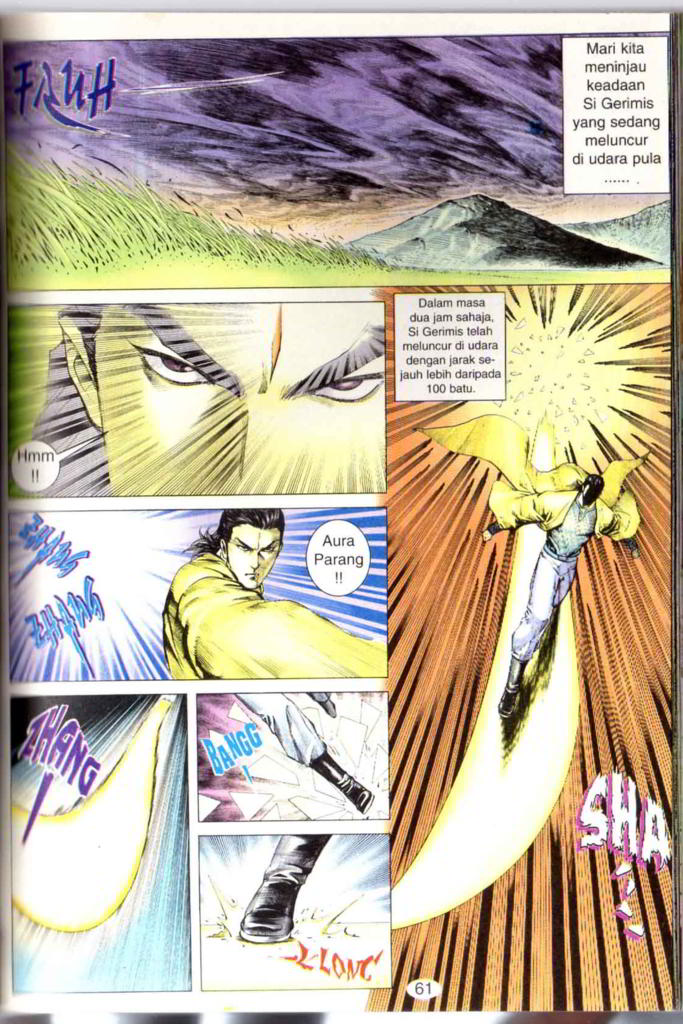 FRUH
Mari kita
meninjau
keadaan
Si Gerimis
yang sedang
meluncur
di udara pula
......
Hmm
!!
Dalam masa
dua jam sahaja,
Si Gerimis telah
meluncur di udara
dengan jarak se-
jauh lebih daripada
100 batu.
ZHANG
ZHANG
Aura
Parang
!!
ZHANG
BANGG
!
Z-LONG
SHA
!!
61